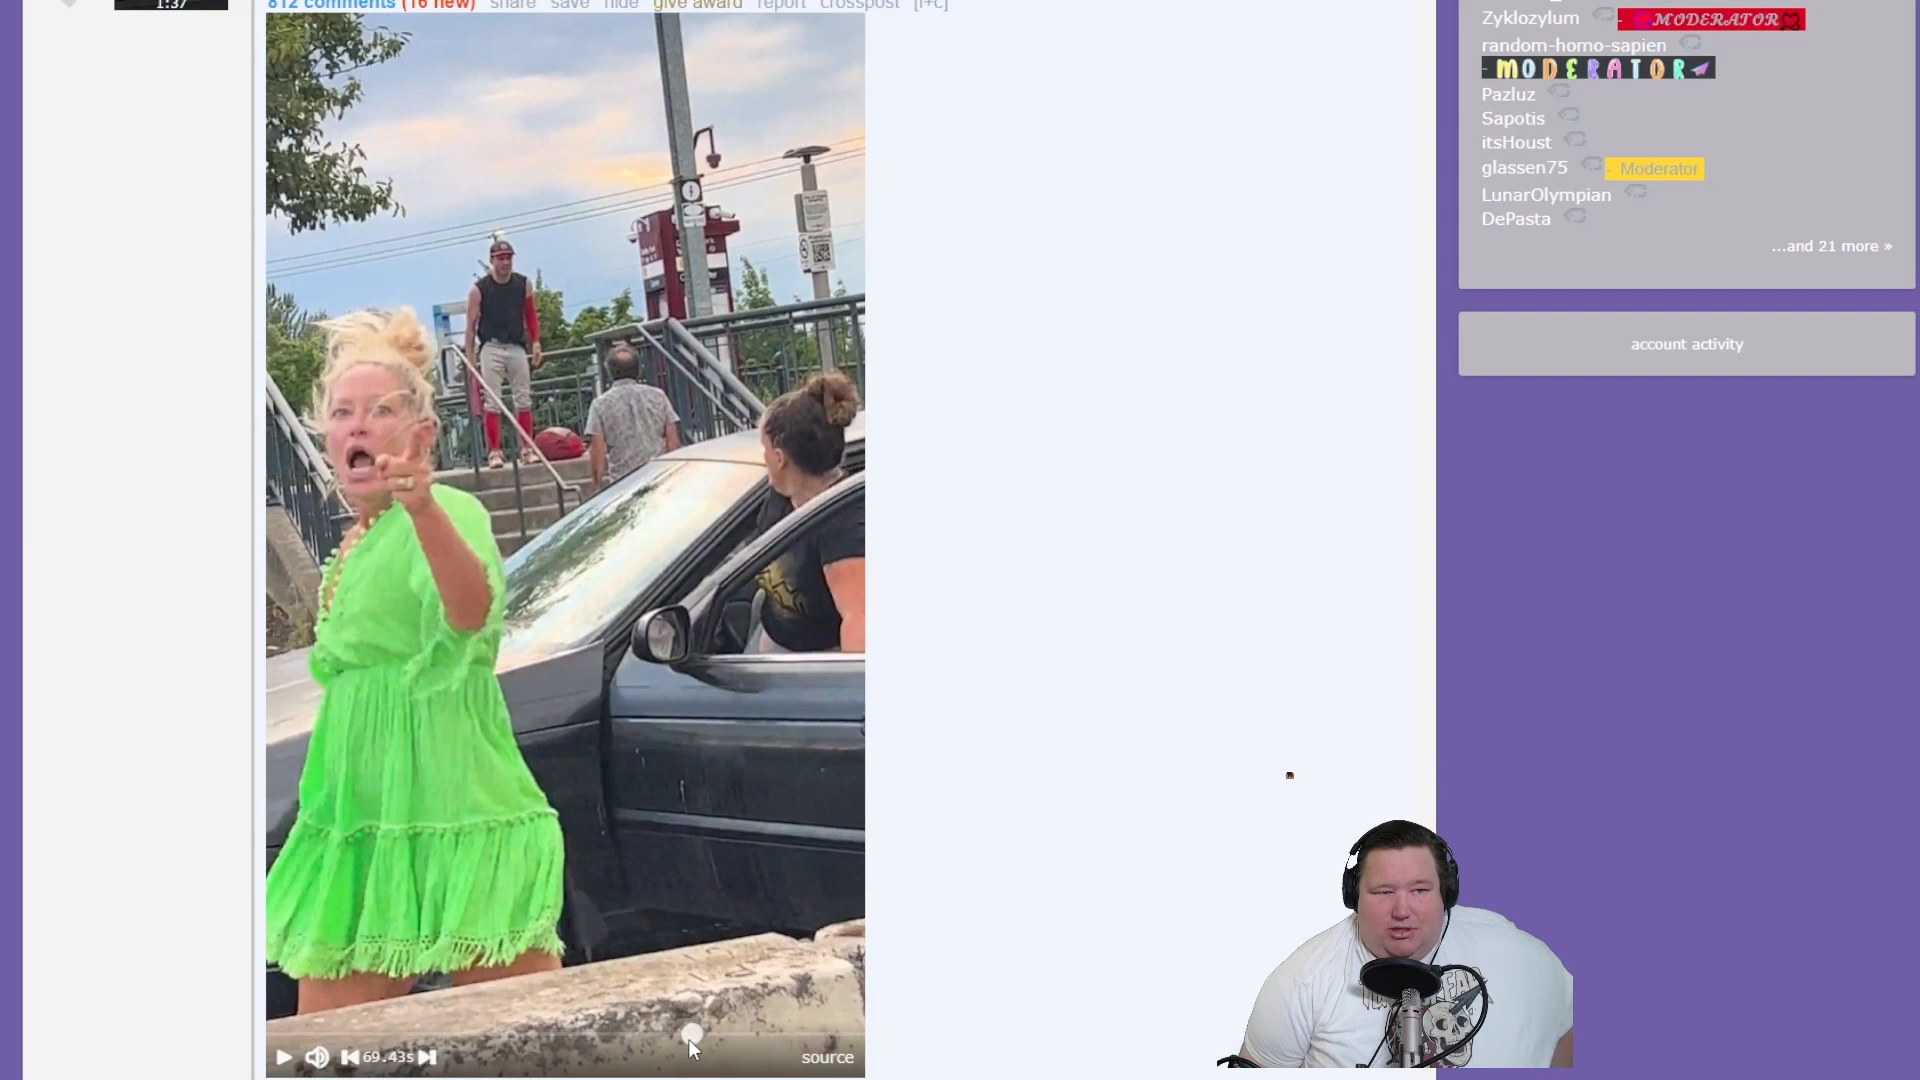 1:37
812 comments (16 new) share save hide give award report crosspost [l+c]
Zyklozylum - MODERATOR
random-homo-sapien
- MODERATOR
Pazluz
Sapotis
itsHoust
glassen75 - Moderator
LunarOlympian
DePasta
...and 21 more »
account activity
69.43s
source